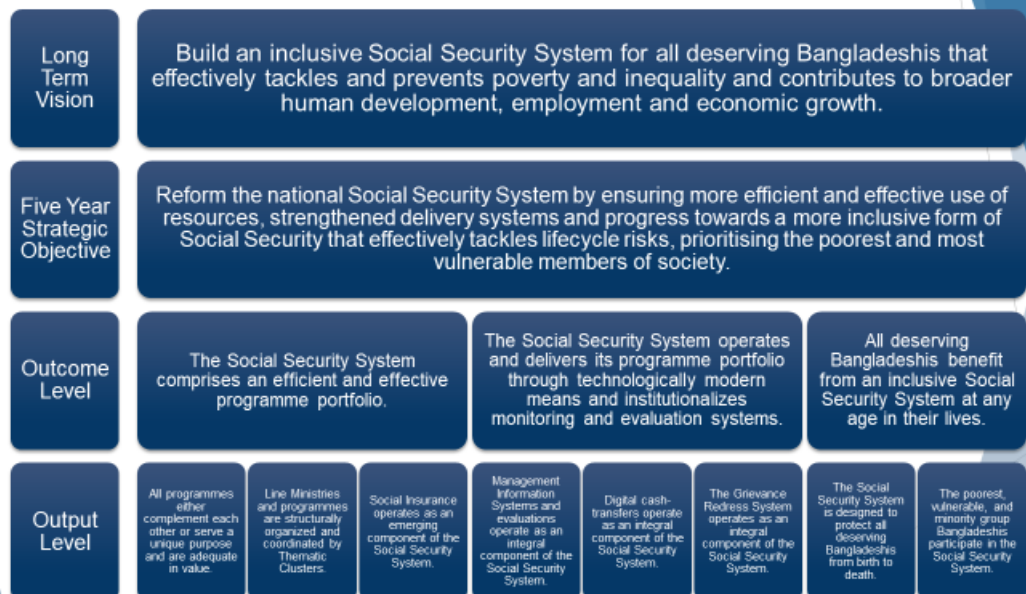 Long
Term
Vision
Build an inclusive Social Security System for all deserving Bangladeshis that
effectively tackles and prevents poverty and inequality and contributes to broader
human development, employment and economic growth.
Five Year
Strategic
Objective
Reform the national Social Security System by ensuring more efficient and effective use of
resources, strengthened delivery systems and progress towards a more inclusive form of
Social Security that effectively tackles lifecycle risks, prioritising the poorest and most
vulnerable members of society.
Outcome
Level
The Social Security System
comprises an efficient and effective
programme portfolio.
The Social Security System operates
and delivers its programme portfolio
through technologically modern
means and institutionalizes
monitoring and evaluation systems.
All deserving
Bangladeshis benefit
from an inclusive Social
Security System at any
age in their lives.
Output
Level
All programmes
either
complement each
other or serve a
unique purpose
and are adequate
in value.
Line Ministries
and programmes
are structurally
organized and
coordinated by
Thematic
Clusters.
Social Insurance
operates as an
emerging
component of the
Social Security
System.
Management
Information
Systems and
evaluations
operate as an
integral
component of the
Social Security
System.
Digital cash-
transfers operate
as an integral
component of the
Social Security
System.
The Grievance
Redress System
operates as an
integral
component of the
Social Security
System.
The Social
Security System
is designed to
protect all
deserving
Bangladeshis
from birth to
death.
The poorest,
vulnerable, and
minority group
Bangladeshis
participate in the
Social Security
System.